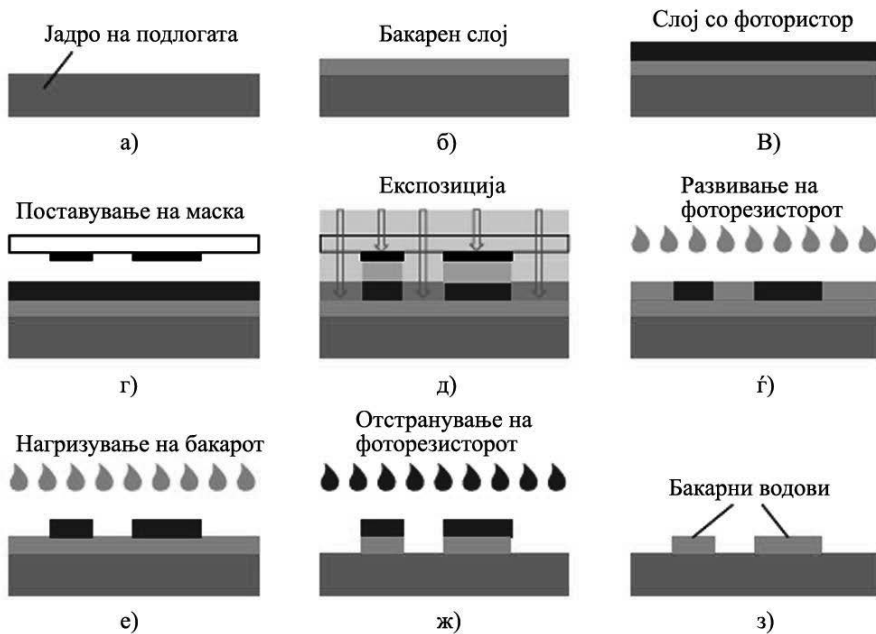 Јадро на подлогата
а)
Бакарен слој
б)
Слој со фотористор
В)
Поставување на маска
г)
Експозиција
д)
Развивање на
фоторезисторот
ѓ)
Нагризување на бакарот
е)
Отстранување на
фоторезисторот
ж)
Бакарни водови
з)